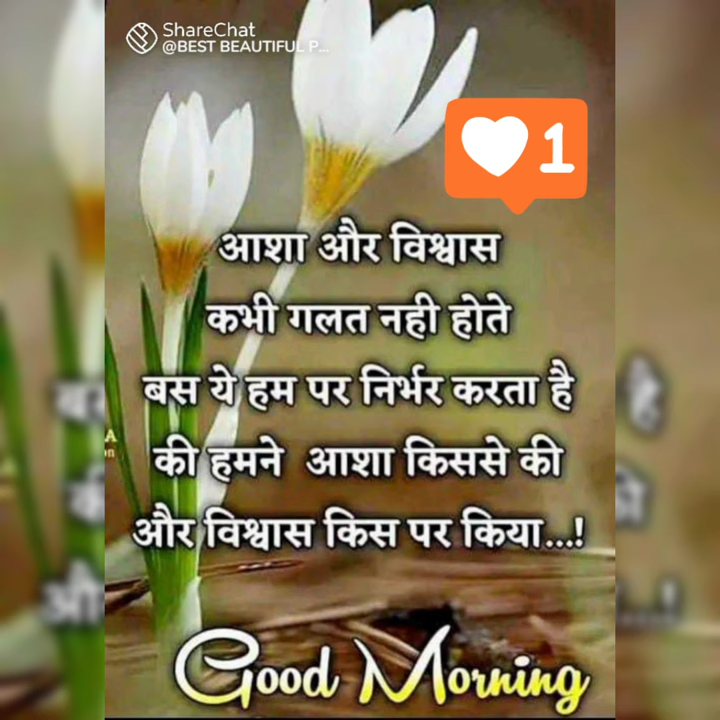 ShareChat
@BEST BEAUTIFUL P...
1
आशा और विश्वास
कभी गलत नही होते
बस ये हम पर निर्भर करता है
की हमने आशा किससे की
और विश्वास किस पर किया...!
Good Morning